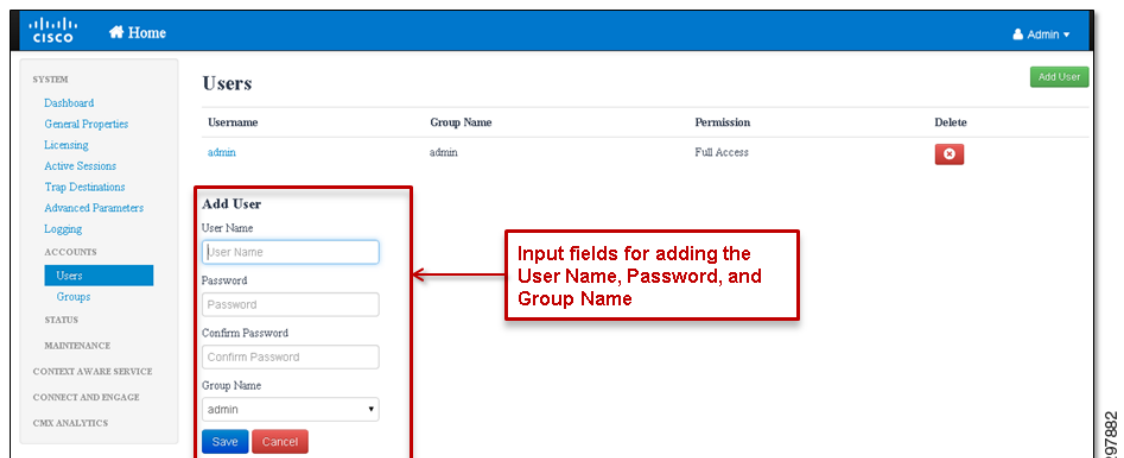 CISCO
Home
Admin
SYSTEM
Dashboard
General Properties
Licensing
Active Sessions
Trap Destinations
Advanced Parameters
Logging
ACCOUNTS
Users
Groups
STATUS
MAINTENANCE
CONTEXT AWARE SERVICE
CONNECT AND ENGAGE
CMX ANALYTICS
Users
Add User
Username Group Name Permission Delete
admin admin Full Access
Add User
User Name
User Name
Password
Password
Confirm Password
Confirm Password
Group Name
admin
Save Cancel
Input fields for adding the
User Name, Password, and
Group Name
297882